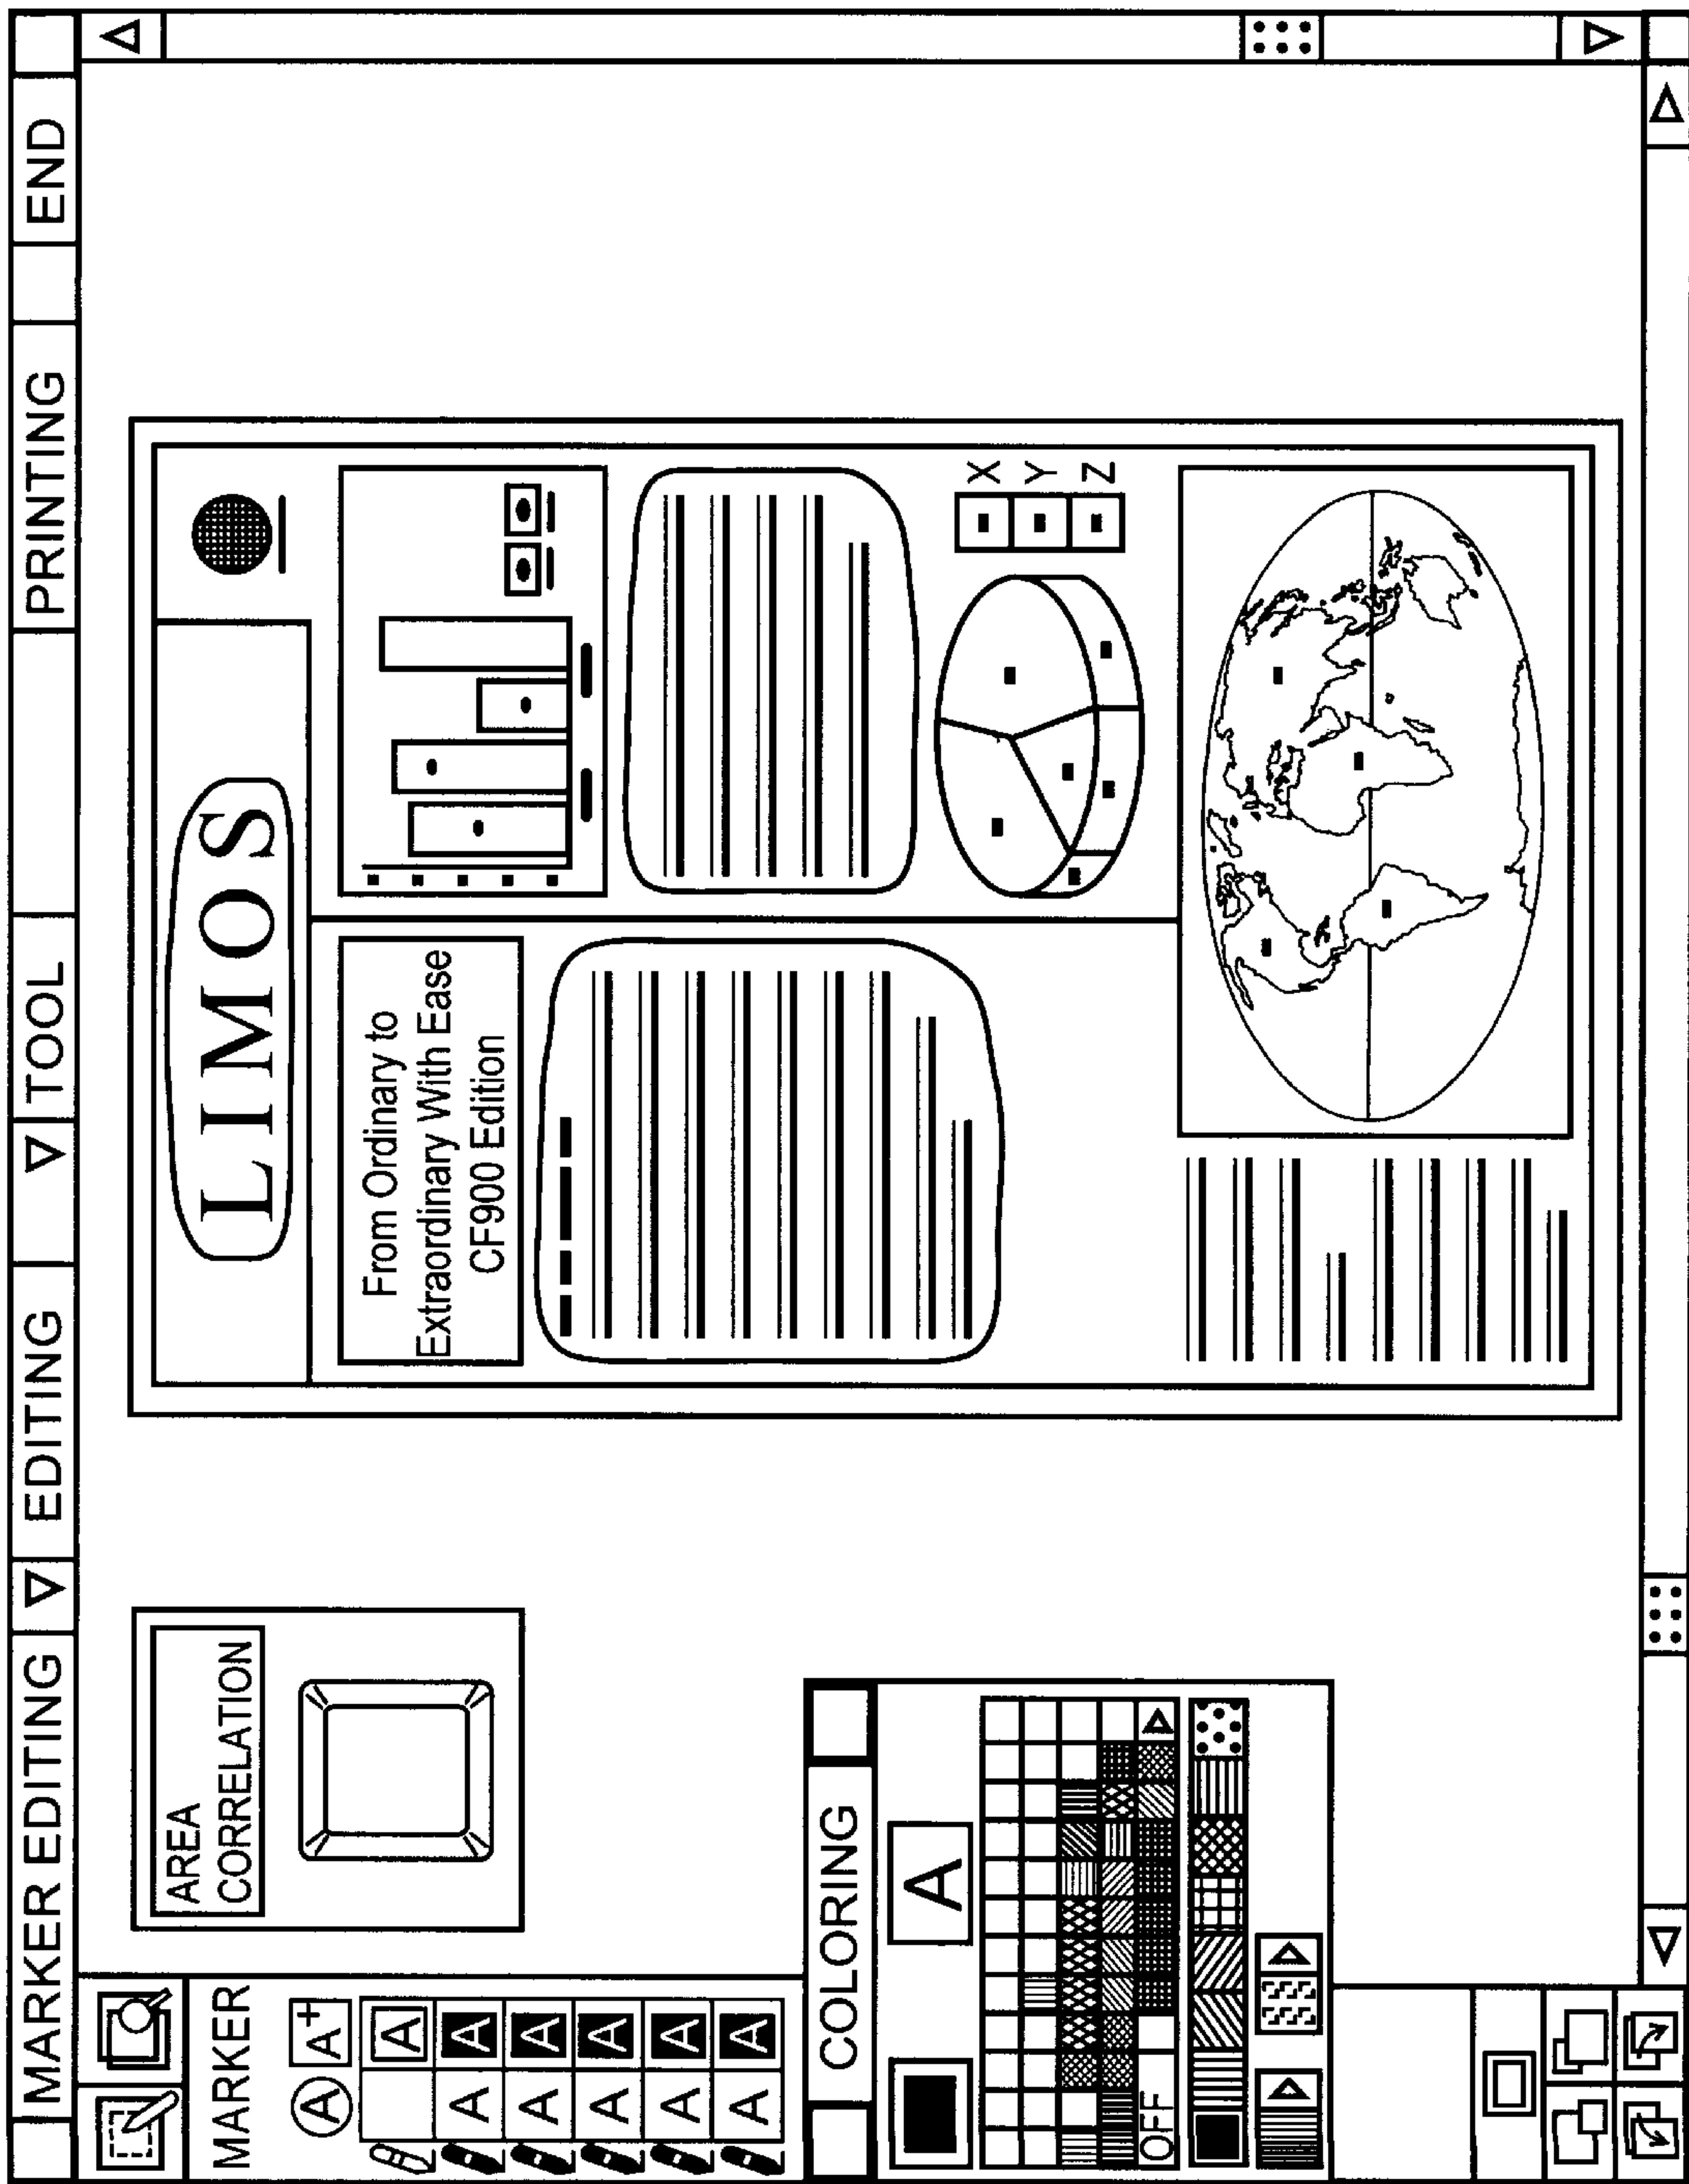 MARKER EDITING ▽ EDITING ▽ TOOL PRINTING END
MARKER
A A+
A
A A
A A
A A
A A
A A
AREA
CORRELATION
COLORING
A
OFF
LIMOS
From Ordinary to
Extraordinary With Ease
CF900 Edition
X
Y
Z